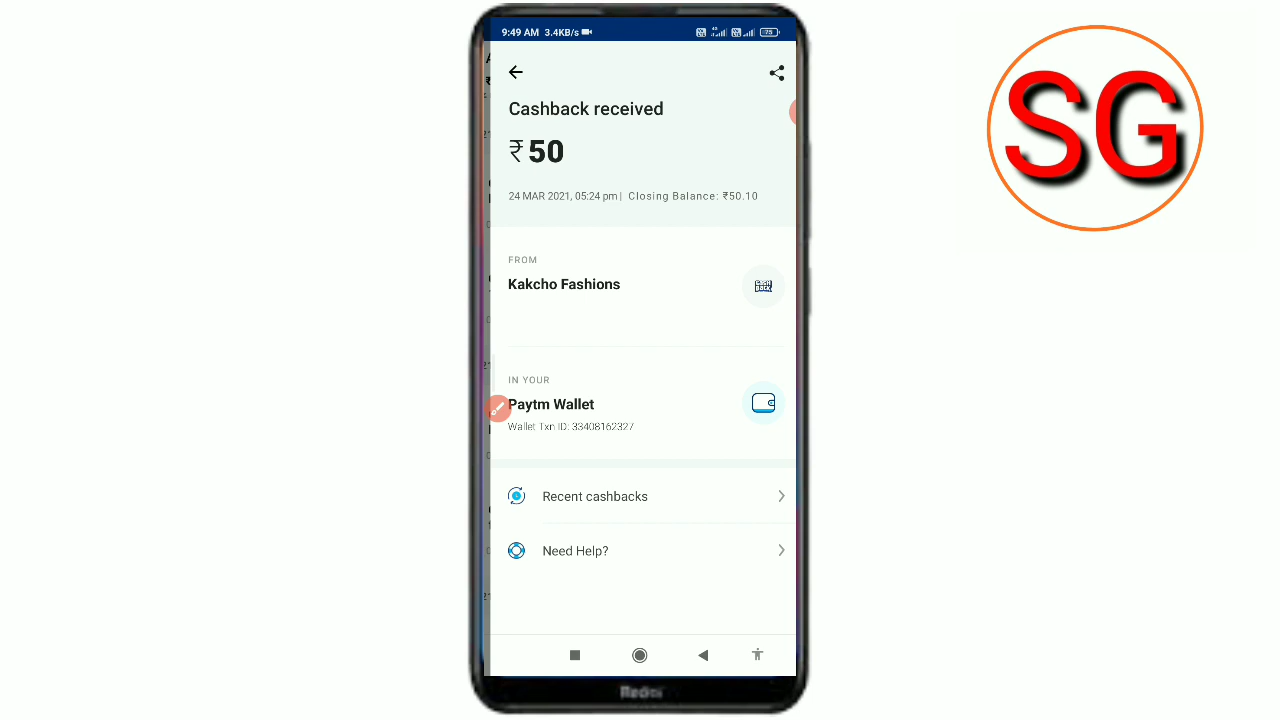 9:49 AM 3.4KB/s
75
Cashback received
₹50
24 MAR 2021, 05:24 pm | Closing Balance: ₹50.10
FROM
Kakcho Fashions
IN YOUR
Paytm Wallet
Wallet Txn ID: 33408162327
Recent cashbacks
Need Help?
Redmi
SG